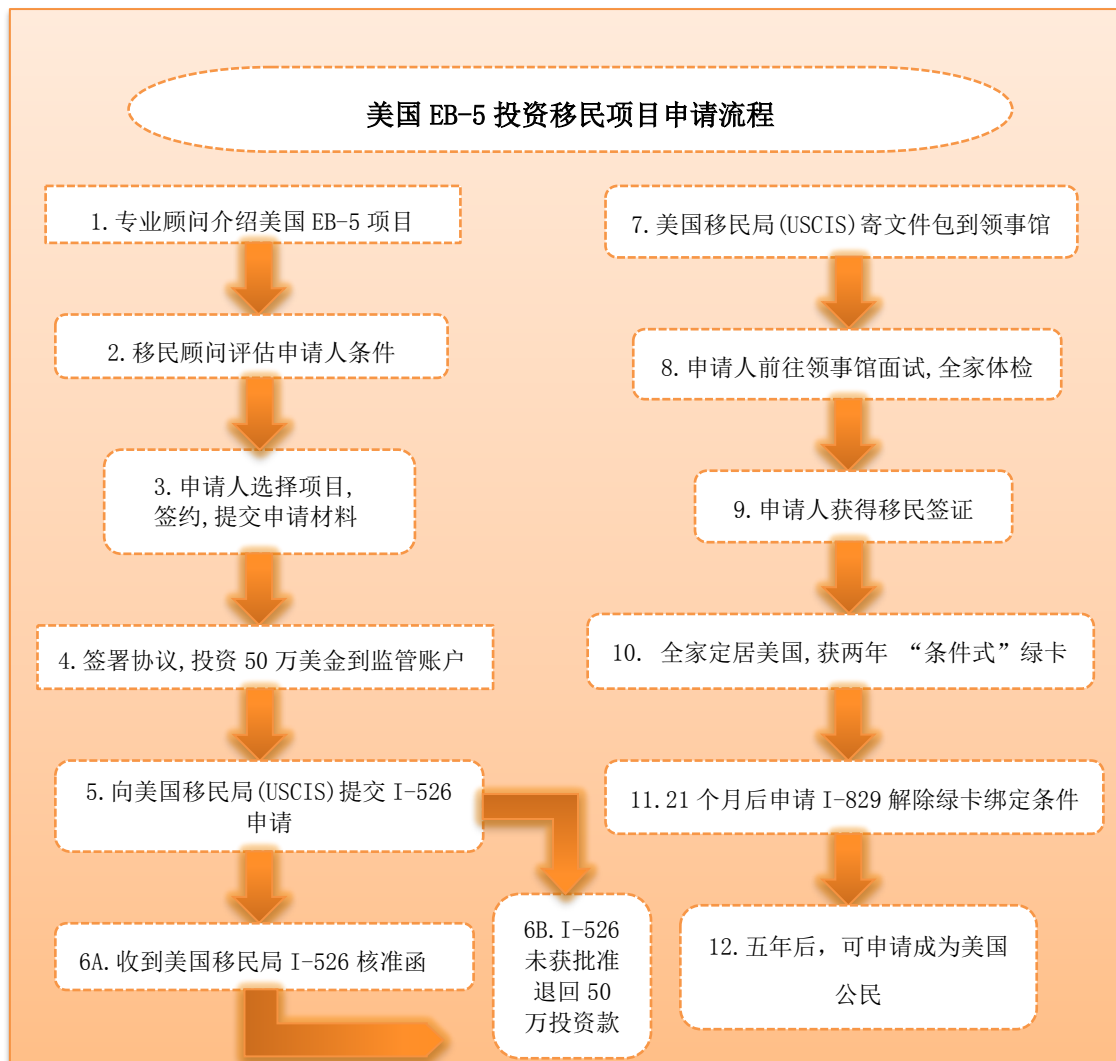 美国 EB-5 投资移民项目申请流程
1.专业顾问介绍美国 EB-5 项目
2.移民顾问评估申请人条件
3.申请人选择项目,
签约,提交申请材料
4.签署协议,投资 50 万美金到监管账户
5.向美国移民局(USCIS)提交 I-526
申请
6A.收到美国移民局 I-526 核准函
6B.I-526
未获批准
退回 50
万投资款
7.美国移民局(USCIS)寄文件包到领事馆
8.申请人前往领事馆面试,全家体检
9.申请人获得移民签证
10. 全家定居美国,获两年 “条件式”绿卡
11.21 个月后申请 I-829 解除绿卡绑定条件
12.五年后，可申请成为美国
公民